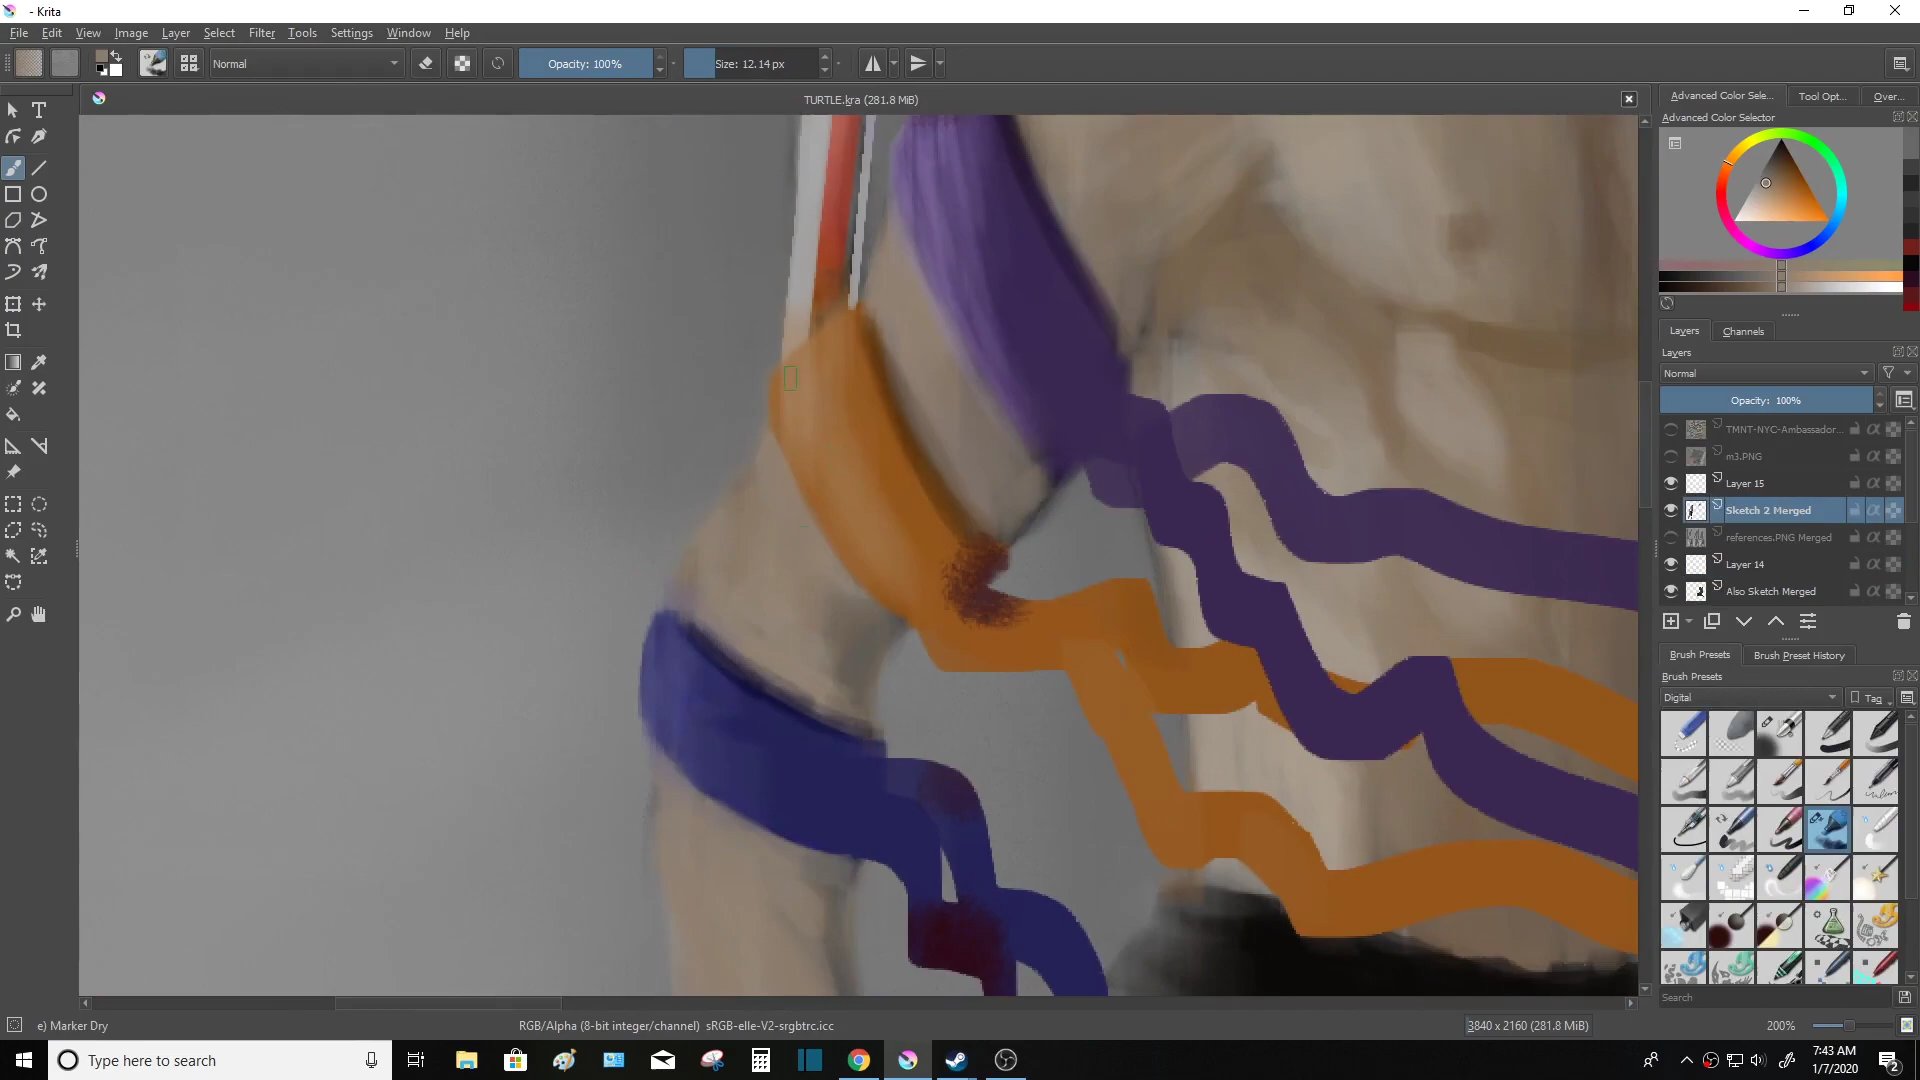 - Krita
File Edit View Image Layer Select Filter Tools Settings Window Help
Normal Opacity: 100% Size: 12.14 px
TURTLE.kra (281.8 MiB)
Advanced Color Sele... Tool Opt... Over...
Advanced Color Selector
Layers Channels
Layers
Normal
Opacity: 100%
TMNT-NYC-Ambassador...
m3.PNG
Layer 15
Sketch 2 Merged
references.PNG Merged
Layer 14
Also Sketch Merged
Brush Presets Brush Preset History
Brush Presets
Digital Tag
Search
e) Marker Dry RGB/Alpha (8-bit integer/channel) sRGB-elle-V2-srgbtrc.icc 3840 x 2160 (281.8 MiB) 200%
Type here to search
7:43 AM
1/7/2020
2